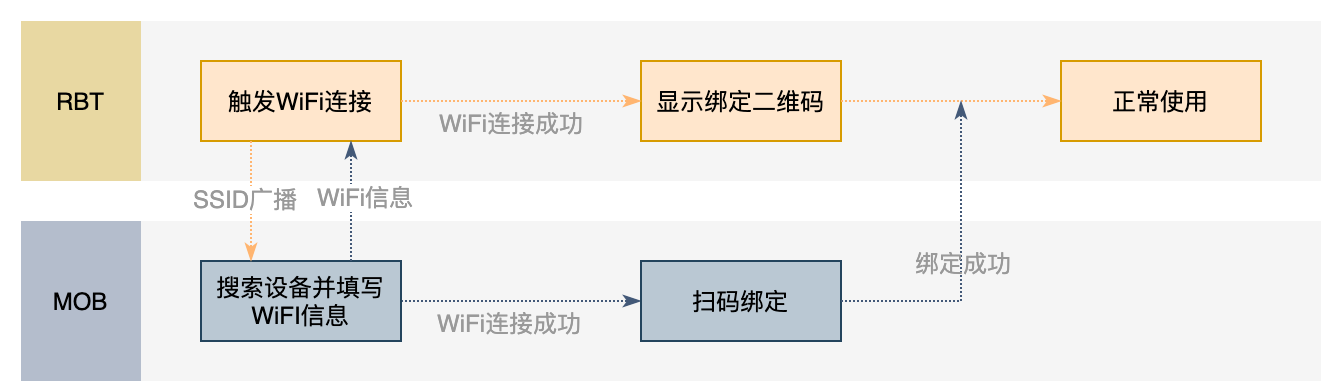 RBT
触发WiFi连接
WiFi连接成功
显示绑定二维码
正常使用
SSID广播
WiFi信息
MOB
搜索设备并填写
WiFI信息
WiFi连接成功
扫码绑定
绑定成功